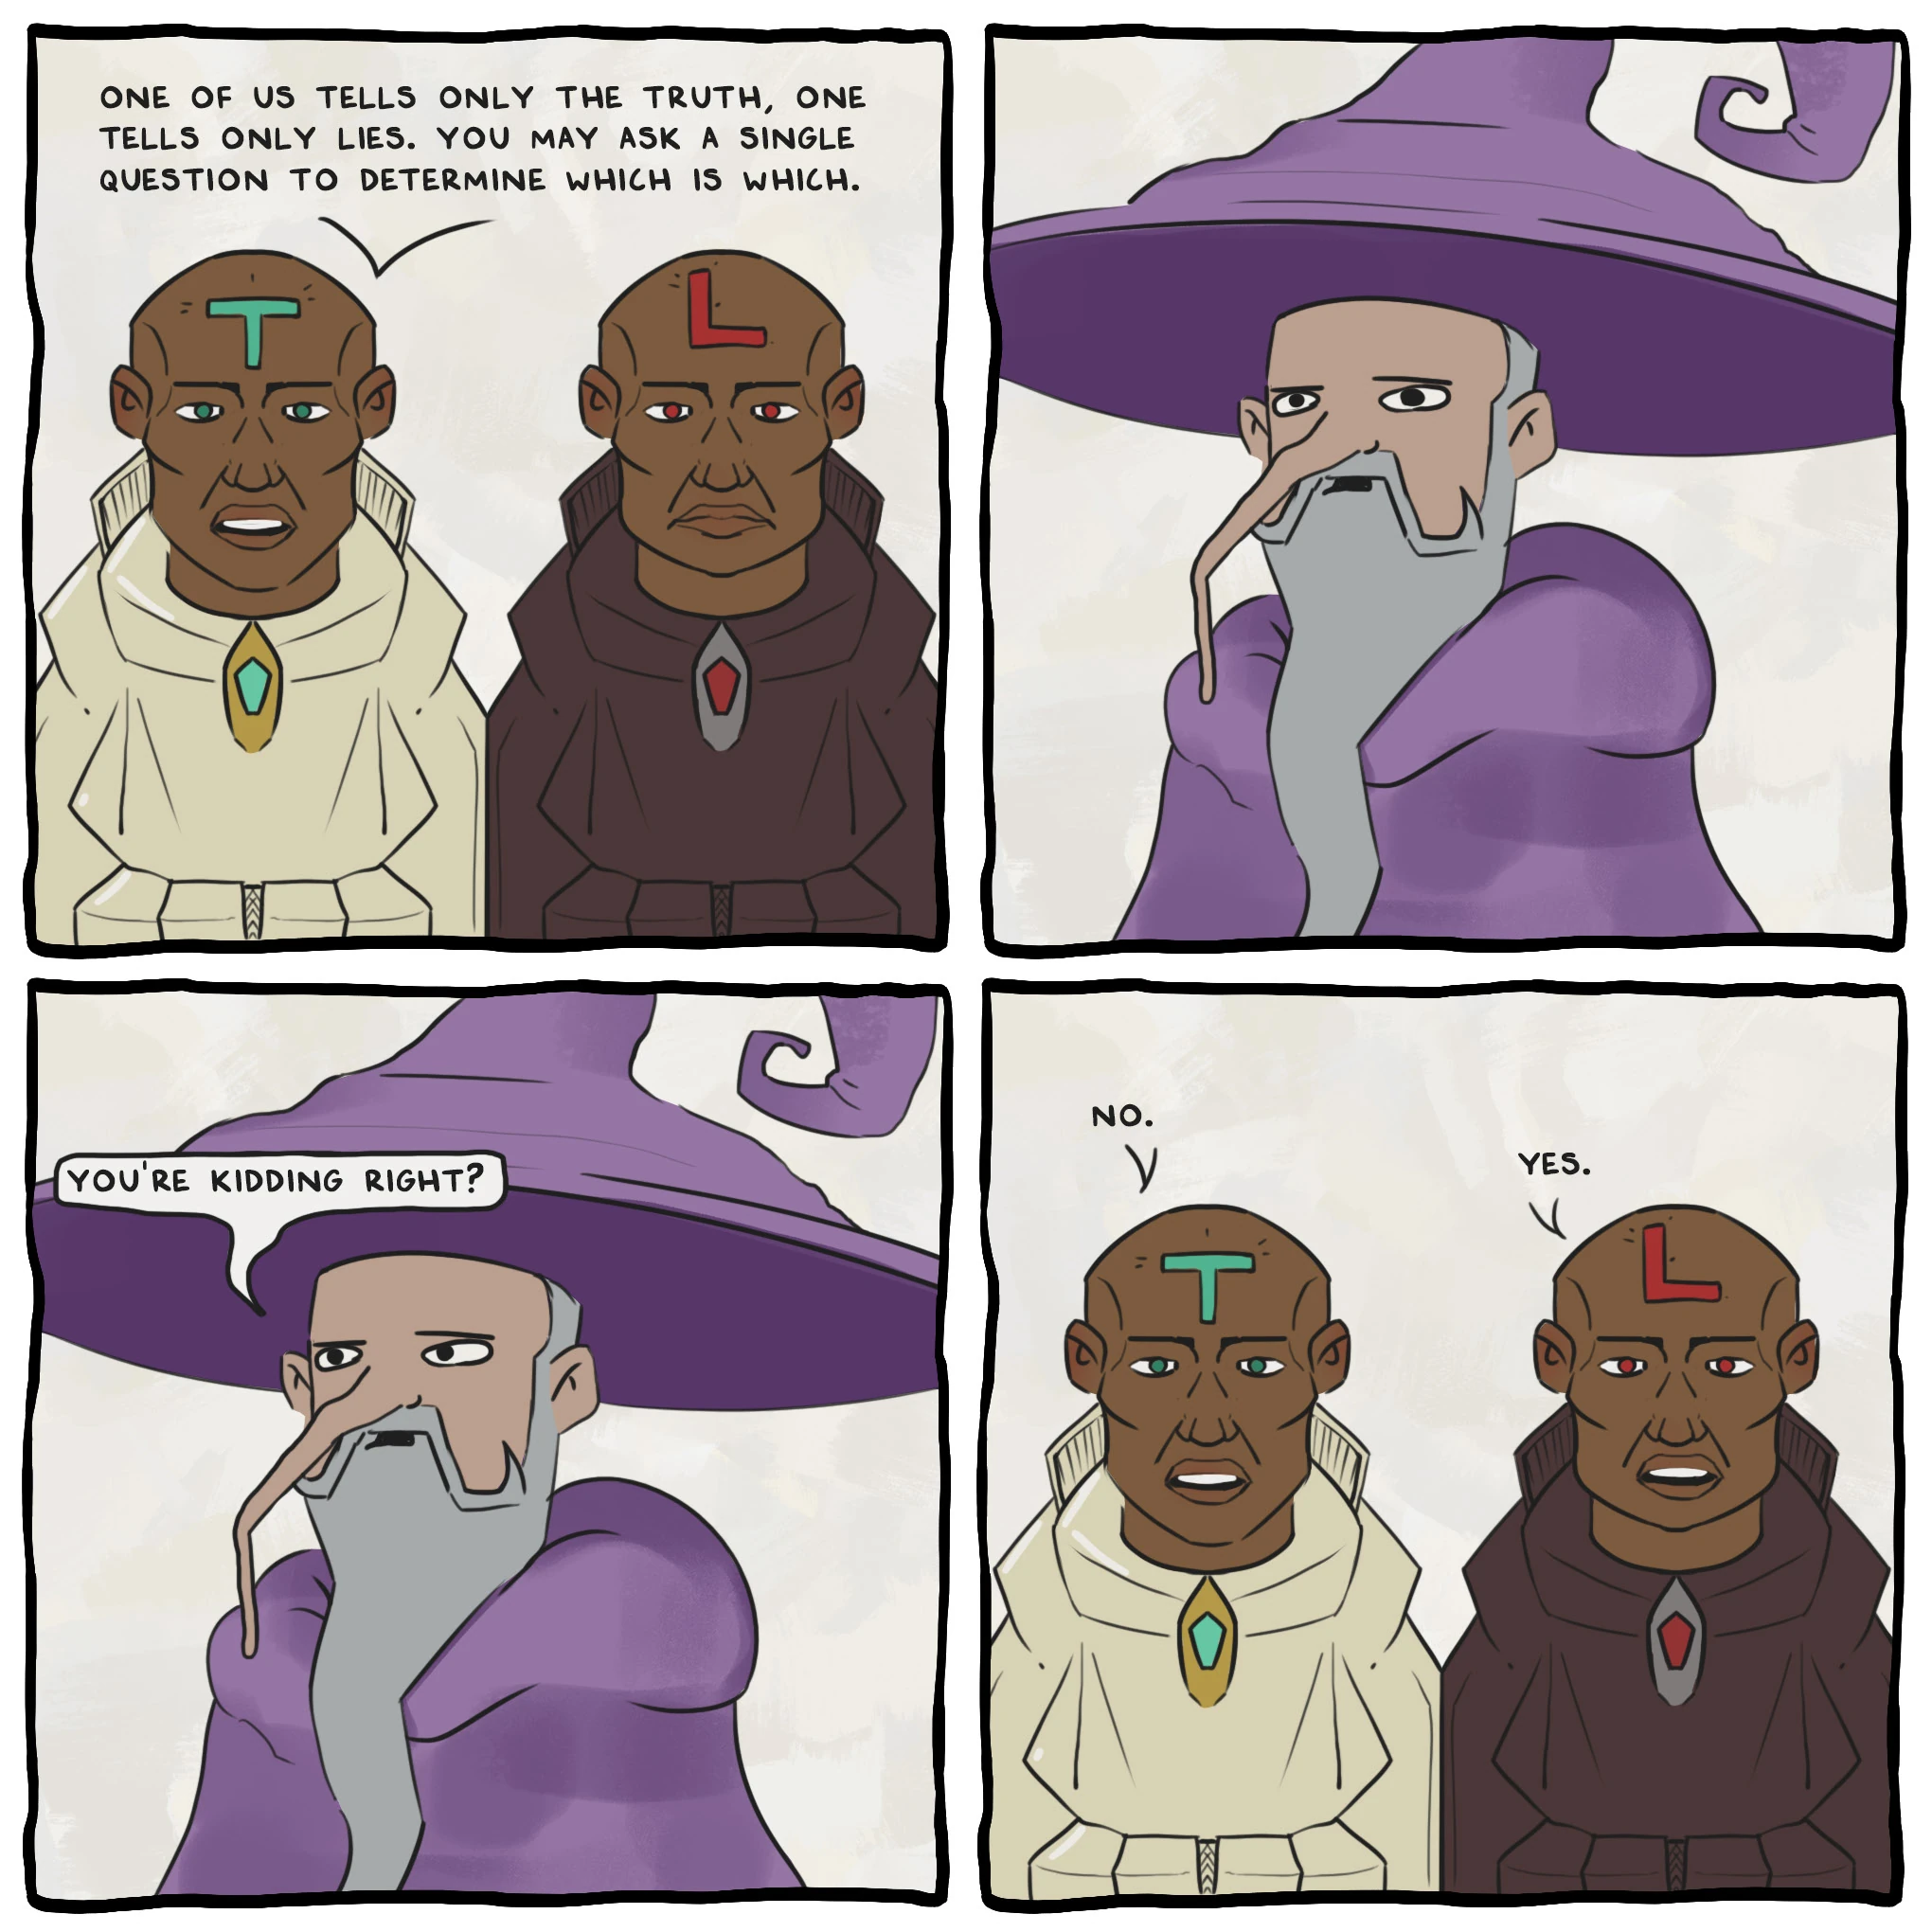 ONE OF US TELLS ONLY THE TRUTH, ONE
TELLS ONLY LIES. YOU MAY ASK A SINGLE
QUESTION TO DETERMINE WHICH IS WHICH.
T
L
YOU'RE KIDDING RIGHT?
NO.
YES.
T
L